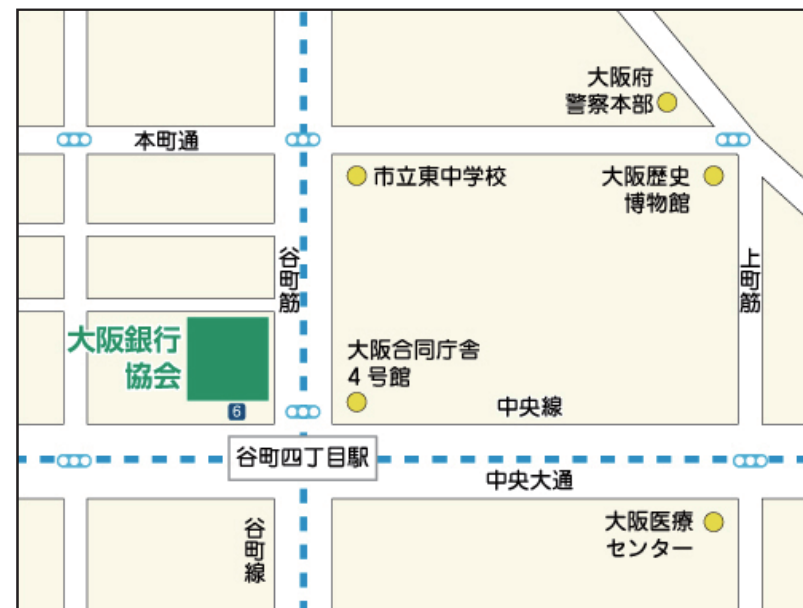 大阪府
警察本部
本町通
市立東中学校
大阪歴史
博物館
谷町筋
上町筋
大阪銀行
協会
大阪合同庁舎
4号館
6
中央線
谷町四丁目駅
中央大通
谷町線
大阪医療
センター